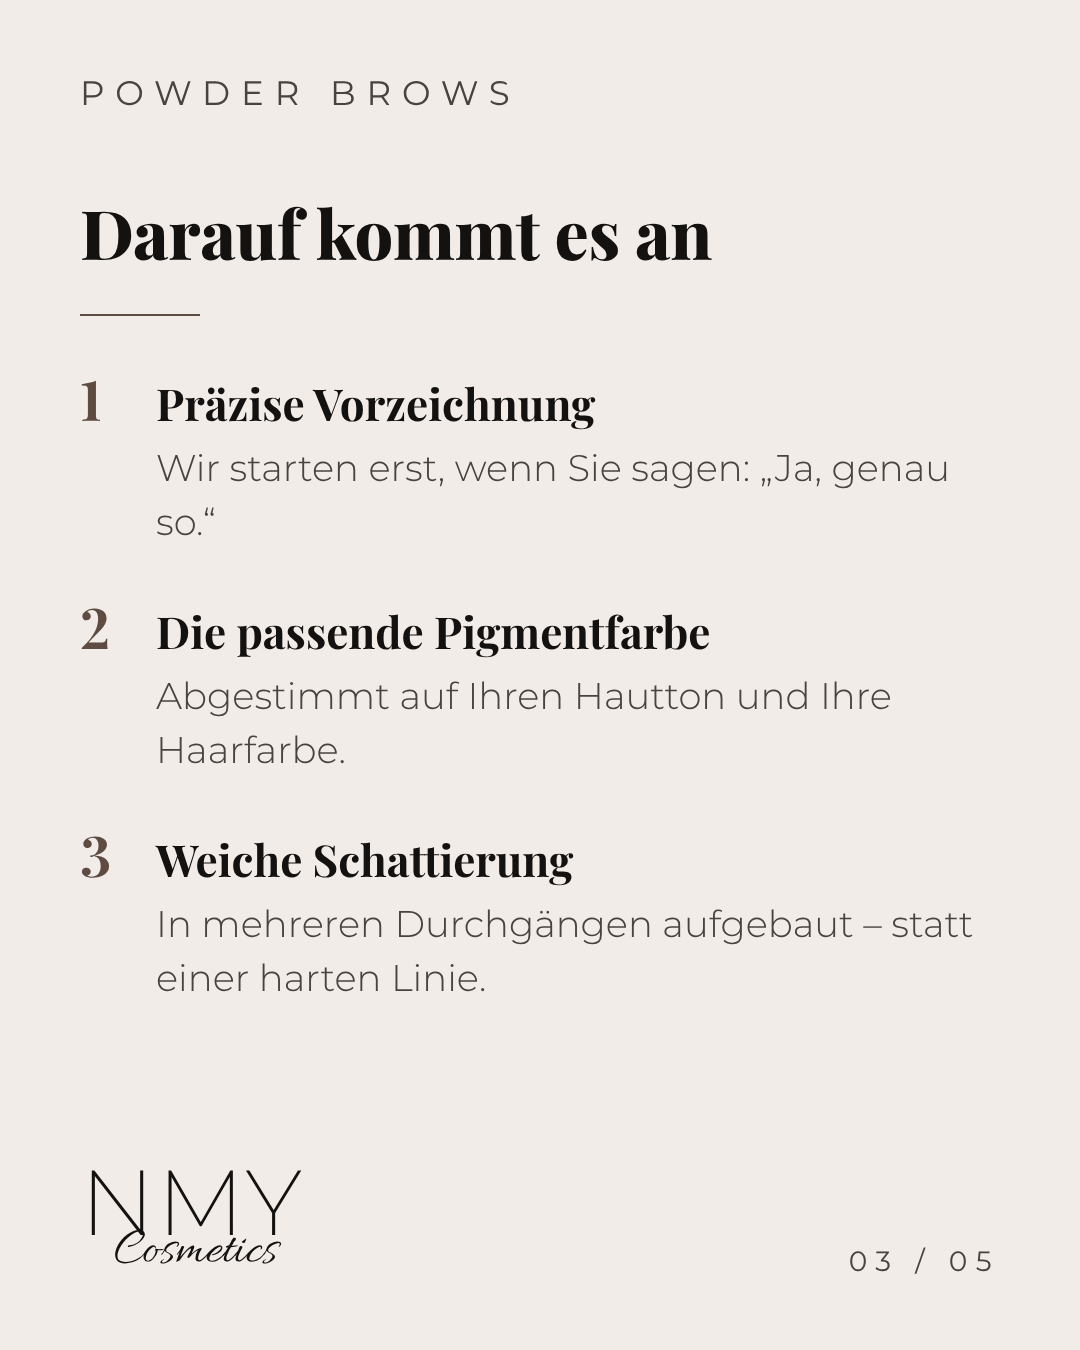 POWDER BROWS
Darauf kommt es an
1 Präzise Vorzeichnung
Wir starten erst, wenn Sie sagen: „Ja, genau
so.“
2 Die passende Pigmentfarbe
Abgestimmt auf Ihren Hautton und Ihre
Haarfarbe.
3 Weiche Schattierung
In mehreren Durchgängen aufgebaut – statt
einer harten Linie.
NMY
Cosmetics
03 / 05